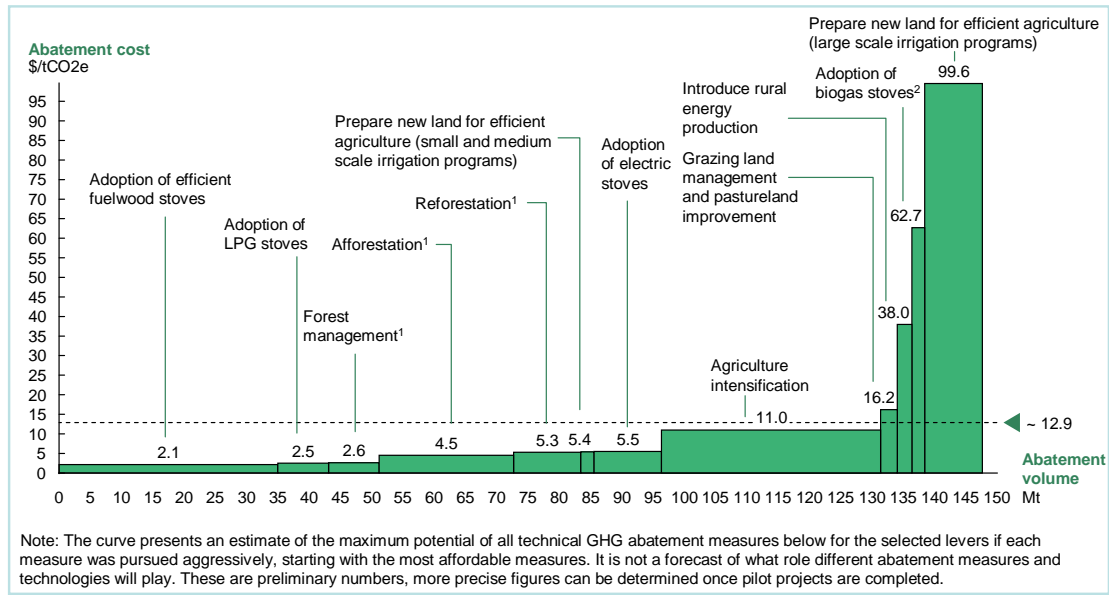 Abatement cost
$/tCO2e
Prepare new land for efficient agriculture
(large scale irrigation programs)
99.6
Adoption of
biogas stoves²
62.7
Introduce rural
energy
production
38.0
Grazing land
management
and pastureland
improvement
16.2
Prepare new land for efficient
agriculture (small and medium
scale irrigation programs)
5.4
Adoption
of electric
stoves
5.5
Adoption of efficient
fuelwood stoves
2.1
Reforestation¹
5.3
Adoption of
LPG stoves
2.5
Afforestation¹
4.5
Forest
management¹
2.6
Agriculture
intensification
11.0
95
90
85
80
75
70
65
60
55
50
45
40
35
30
25
20
15
10
5
0
~ 12.9
Abatement
volume
Mt
0 5 10 15 20 25 30 35 40 45 50 55 60 65 70 75 80 85 90 95 100 105 110 115 120 125 130 135 140 145 150
Note: The curve presents an estimate of the maximum potential of all technical GHG abatement measures below for the selected levers if each
measure was pursued aggressively, starting with the most affordable measures. It is not a forecast of what role different abatement measures and
technologies will play. These are preliminary numbers, more precise figures can be determined once pilot projects are completed.